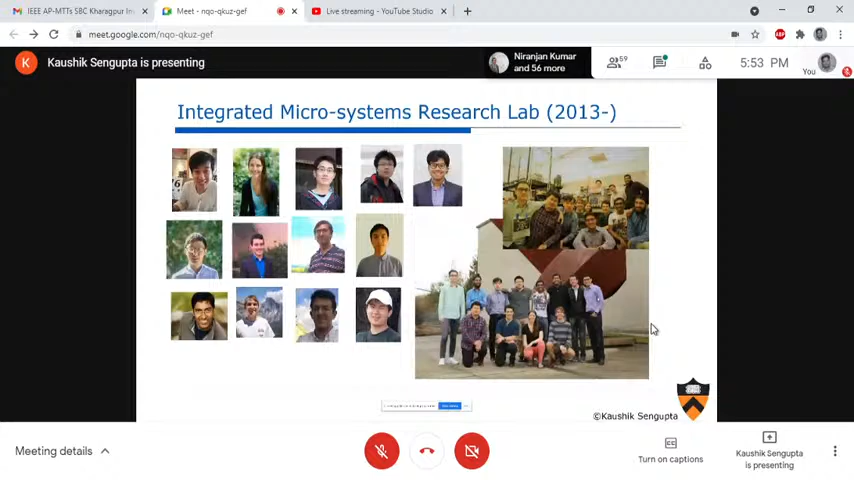 IEEE AP-MTTs SBC Kharagpur In
Meet - nqo-qkuz-gef
Live streaming - YouTube Studio
meet.google.com/nqo-qkuz-gef
ABP
K
Kaushik Sengupta is presenting
Niranjan Kumar
and 56 more
59
5:53 PM
You
Integrated Micro-systems Research Lab (2013-)
©Kaushik Sengupta
Meeting details
Turn on captions
Kaushik Sengupta
is presenting